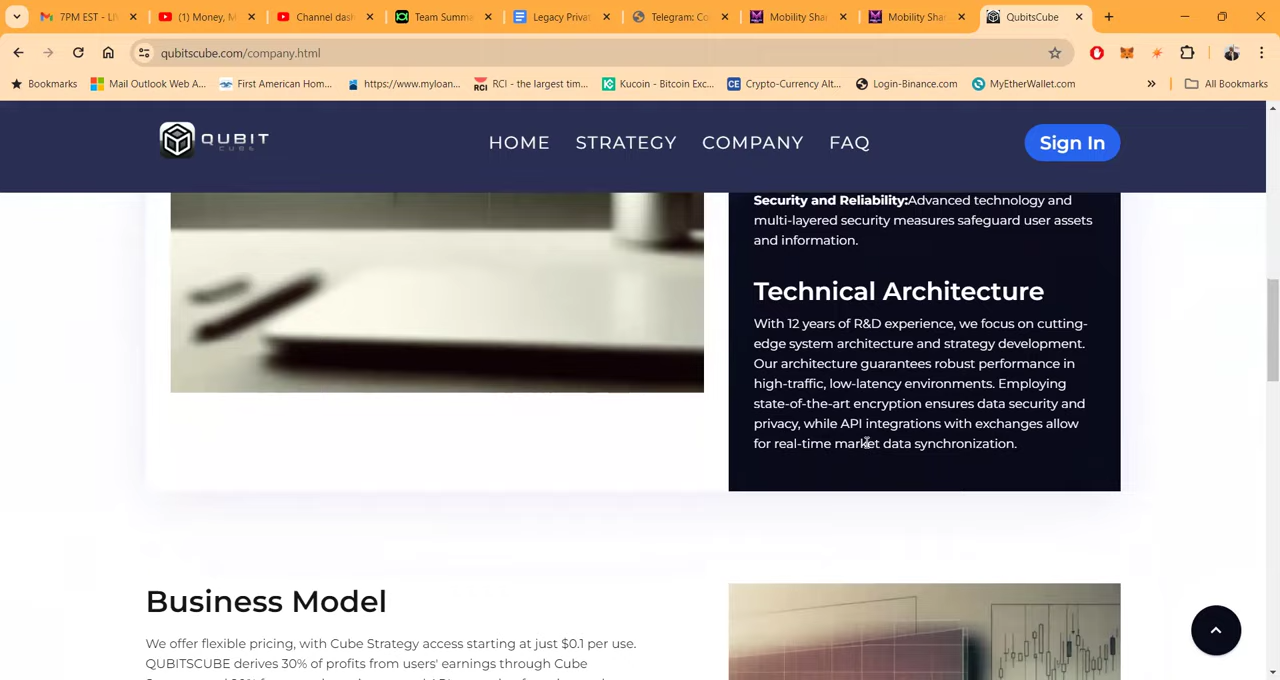 7PM EST - LI
(1) Money, M
Channel dash
Team Summe
Legacy Privat
Telegram: Co
Mobility Sha
Mobility Sha
QubitsCube
qubitscube.com/company.html
Bookmarks
Mail Outlook Web A...
First American Hom...
https://www.myloan...
RCI - the largest tim...
Kucoin - Bitcoin Exc...
Crypto-Currency Alt...
Login-Binance.com
MyEtherWallet.com
»
All Bookmarks
QUBIT
CUBE
HOME
STRATEGY
COMPANY
FAQ
Sign In
Security and Reliability:Advanced technology and
multi-layered security measures safeguard user assets
and information.
Technical Architecture
With 12 years of R&D experience, we focus on cutting-
edge system architecture and strategy development.
Our architecture guarantees robust performance in
high-traffic, low-latency environments. Employing
state-of-the-art encryption ensures data security and
privacy, while API integrations with exchanges allow
for real-time market data synchronization.
Business Model
We offer flexible pricing, with Cube Strategy access starting at just $0.1 per use.
QUBITSCUBE derives 30% of profits from users' earnings through Cube